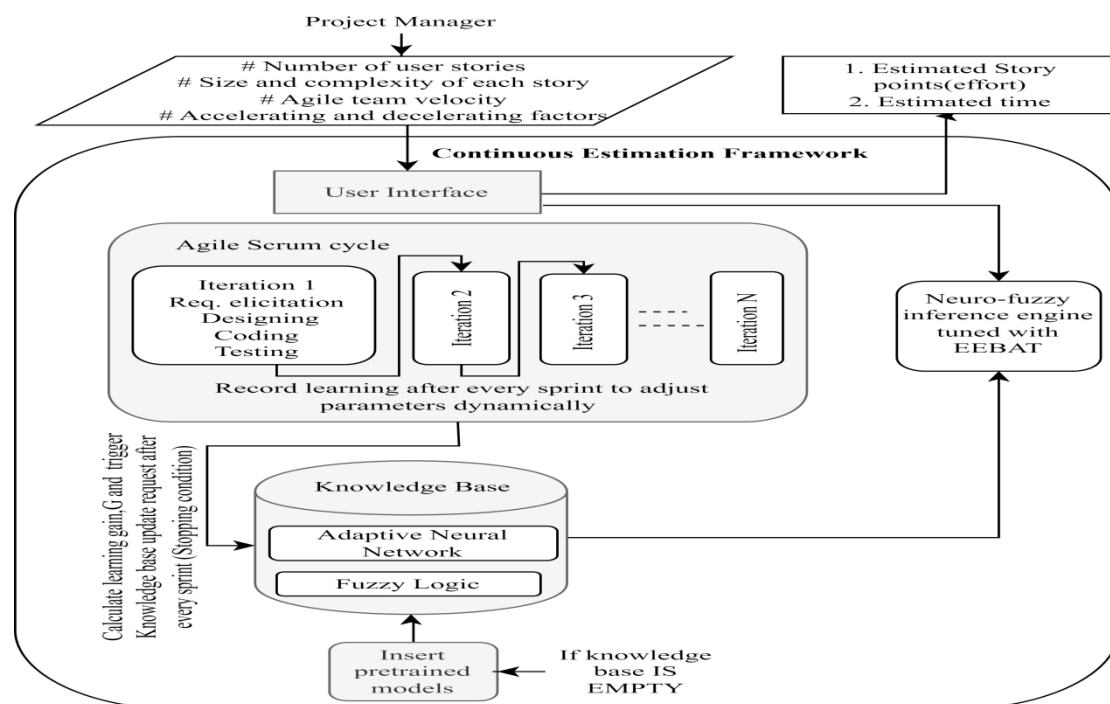 Project Manager
# Number of user stories
# Size and complexity of each story
# Agile team velocity
# Accelerating and decelerating factors
1. Estimated Story
points(effort)
2. Estimated time
Continuous Estimation Framework
User Interface
Agile Scrum cycle
Iteration 1
Req. elicitation
Designing
Coding
Testing
Iteration 2
Iteration 3
Iteration N
Record learning after every sprint to adjust
parameters dynamically
Neuro-fuzzy
inference engine
tuned with
EEBAT
Calculate learning gain,G and trigger
Knowledge base update request after
every sprint (Stopping condition)
Knowledge Base
Adaptive Neural
Network
Fuzzy Logic
Insert
pretrained
models
If knowledge
base IS
EMPTY